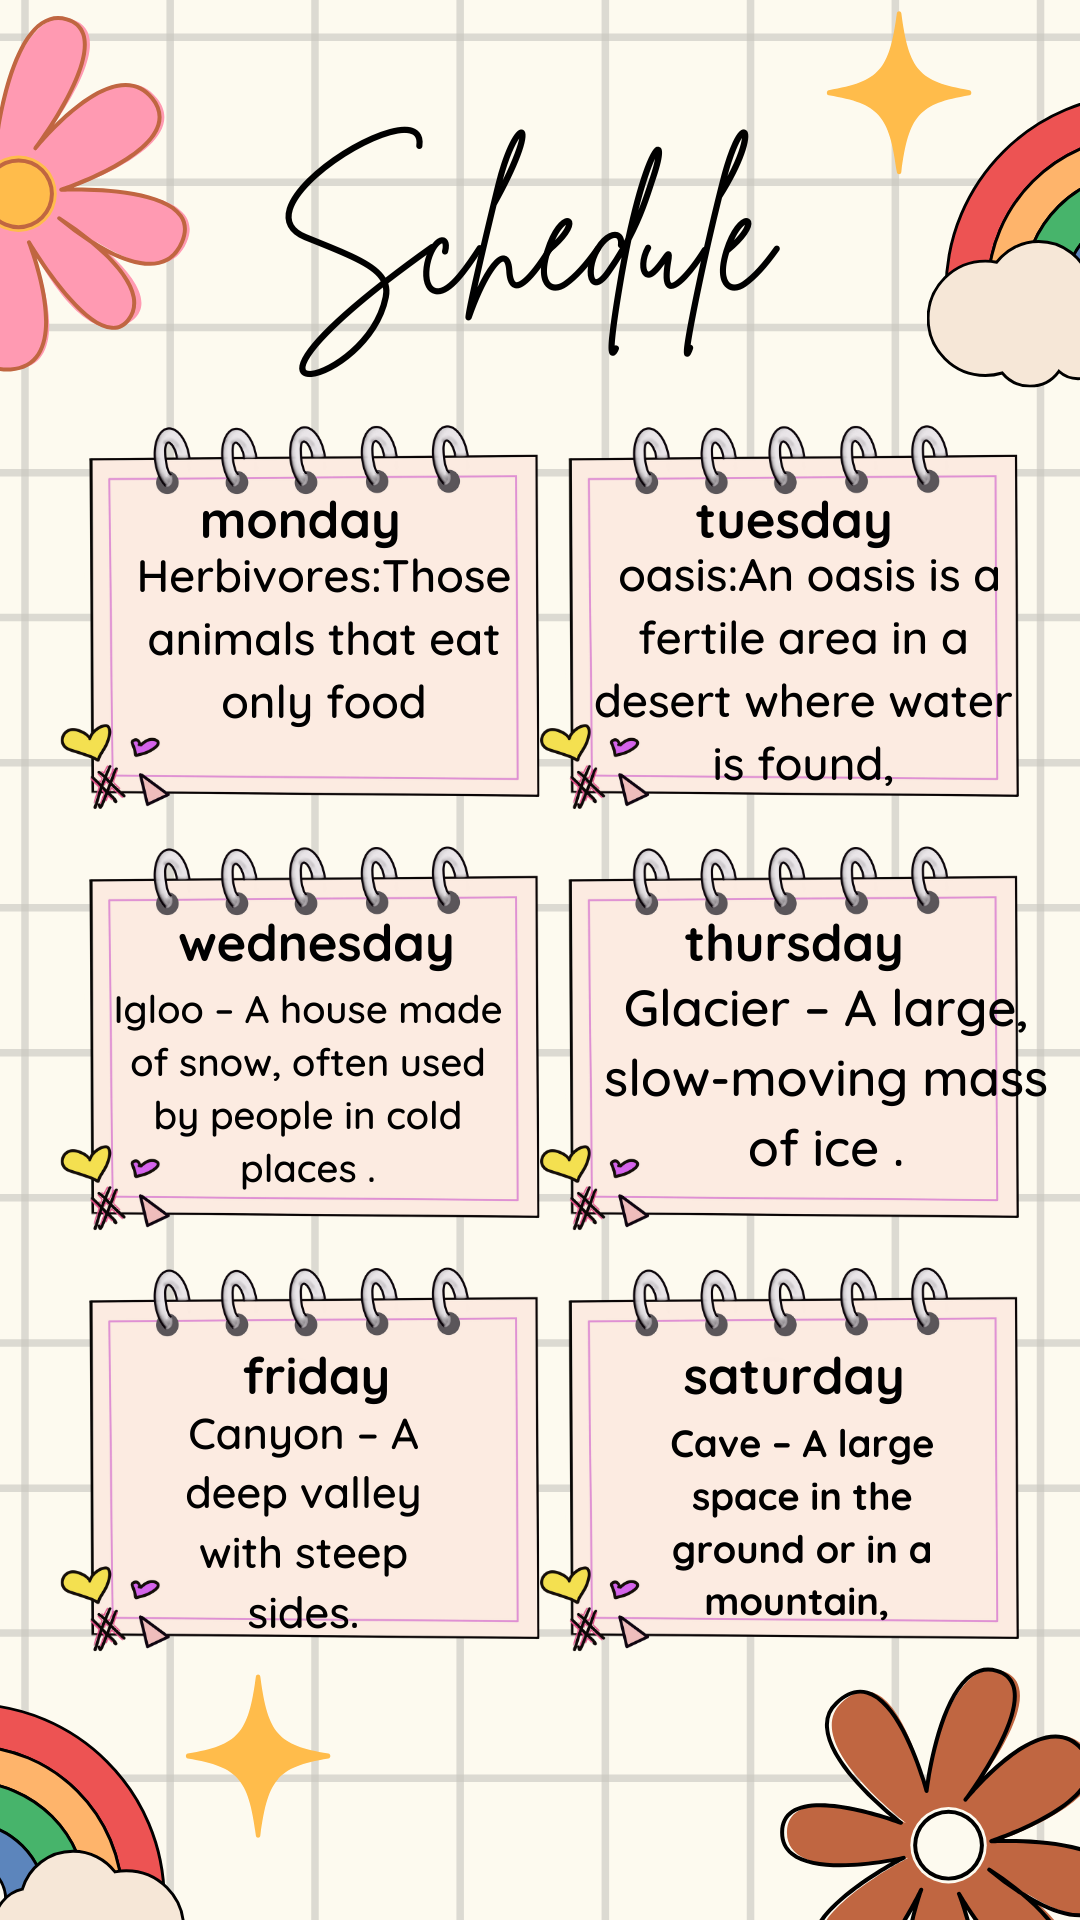 Schedule
monday
Herbivores:Those
animals that eat
only food
tuesday
oasis:An oasis is a
fertile area in a
desert where water
is found,
wednesday
Igloo – A house made
of snow, often used
by people in cold
places .
thursday
Glacier – A large,
slow-moving mass
of ice .
friday
Canyon – A
deep valley
with steep
sides.
saturday
Cave – A large
space in the
ground or in a
mountain,